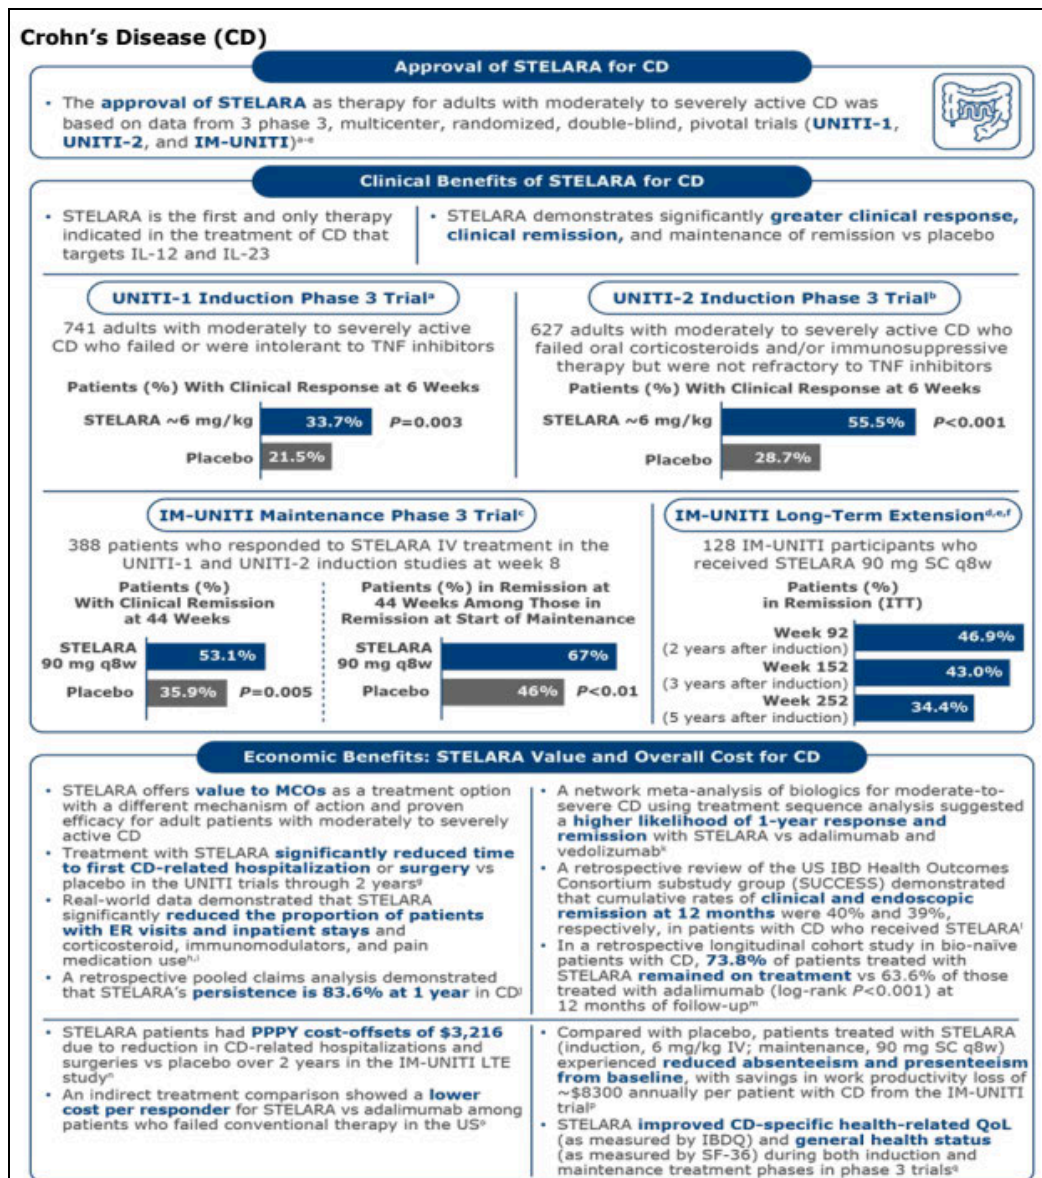 Crohn's Disease (CD)
Approval of STELARA for CD
• The approval of STELARA as therapy for adults with moderately to severely active CD was
based on data from 3 phase 3, multicenter, randomized, double-blind, pivotal trials (UNITI-1,
UNITI-2, and IM-UNITI)ᵃ⁻ᵉ
Clinical Benefits of STELARA for CD
• STELARA is the first and only therapy
indicated in the treatment of CD that
targets IL-12 and IL-23
• STELARA demonstrates significantly greater clinical response,
clinical remission, and maintenance of remission vs placebo
UNITI-1 Induction Phase 3 Trialᵃ
741 adults with moderately to severely active
CD who failed or were intolerant to TNF inhibitors
Patients (%) With Clinical Response at 6 Weeks
STELARA ~6 mg/kg 33.7% P=0.003
Placebo 21.5%
UNITI-2 Induction Phase 3 Trialᵇ
627 adults with moderately to severely active CD who
failed oral corticosteroids and/or immunosuppressive
therapy but were not refractory to TNF inhibitors
Patients (%) With Clinical Response at 6 Weeks
STELARA ~6 mg/kg 55.5% P<0.001
Placebo 28.7%
IM-UNITI Maintenance Phase 3 Trialᶜ
388 patients who responded to STELARA IV treatment in the
UNITI-1 and UNITI-2 induction studies at week 8
Patients (%)
With Clinical Remission
at 44 Weeks
STELARA
90 mg q8w 53.1%
Placebo 35.9% P=0.005
Patients (%) in Remission at
44 Weeks Among Those in
Remission at Start of Maintenance
STELARA
90 mg q8w 67%
Placebo 46% P<0.01
IM-UNITI Long-Term Extensionᵈ,ᵉ,ᶠ
128 IM-UNITI participants who
received STELARA 90 mg SC q8w
Patients (%)
in Remission (ITT)
Week 92
(2 years after induction) 46.9%
Week 152
(3 years after induction) 43.0%
Week 252
(5 years after induction) 34.4%
Economic Benefits: STELARA Value and Overall Cost for CD
• STELARA offers value to MCOs as a treatment option
with a different mechanism of action and proven
efficacy for adult patients with moderately to severely
active CD
• Treatment with STELARA significantly reduced time
to first CD-related hospitalization or surgery vs
placebo in the UNITI trials through 2 yearsᵍ
• Real-world data demonstrated that STELARA
significantly reduced the proportion of patients
with ER visits and inpatient stays and
corticosteroid, immunomodulators, and pain
medication useʰ,ⁱ
• A retrospective pooled claims analysis demonstrated
that STELARA's persistence is 83.6% at 1 year in CDʲ
• A network meta-analysis of biologics for moderate-to-
severe CD using treatment sequence analysis suggested
a higher likelihood of 1-year response and
remission with STELARA vs adalimumab and
vedolizumabᵏ
• A retrospective review of the US IBD Health Outcomes
Consortium substudy group (SUCCESS) demonstrated
that cumulative rates of clinical and endoscopic
remission at 12 months were 40% and 39%,
respectively, in patients with CD who received STELARAˡ
• In a retrospective longitudinal cohort study in bio-naïve
patients with CD, 73.8% of patients treated with
STELARA remained on treatment vs 63.6% of those
treated with adalimumab (log-rank P<0.001) at
12 months of follow-upᵐ
• STELARA patients had PPPY cost-offsets of $3,216
due to reduction in CD-related hospitalizations and
surgeries vs placebo over 2 years in the IM-UNITI LTE
studyⁿ
• An indirect treatment comparison showed a lower
cost per responder for STELARA vs adalimumab among
patients who failed conventional therapy in the USᵒ
• Compared with placebo, patients treated with STELARA
(induction, 6 mg/kg IV; maintenance, 90 mg SC q8w)
experienced reduced absenteeism and presenteeism
from baseline, with savings in work productivity loss of
~$8300 annually per patient with CD from the IM-UNITI
trialᵖ
• STELARA improved CD-specific health-related QoL
(as measured by IBDQ) and general health status
(as measured by SF-36) during both induction and
maintenance treatment phases in phase 3 trialsq